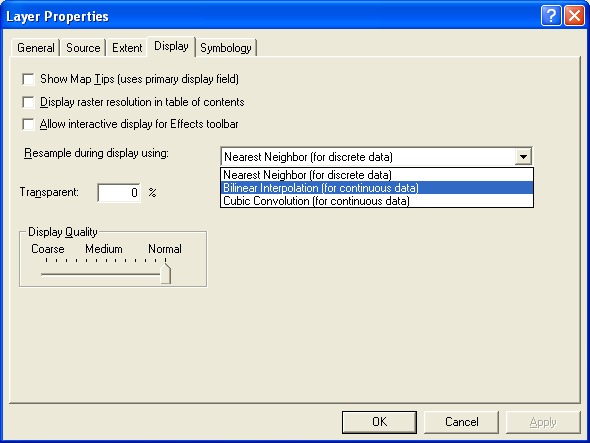 Layer Properties
General Source Extent Display Symbology
Show Map Tips (uses primary display field)
Display raster resolution in table of contents
Allow interactive display for Effects toolbar
Resample during display using: Nearest Neighbor (for discrete data)
Nearest Neighbor (for discrete data)
Bilinear Interpolation (for continuous data)
Cubic Convolution (for continuous data)
Transparent: 0 %
Display Quality
Coarse Medium Normal
OK Cancel Apply